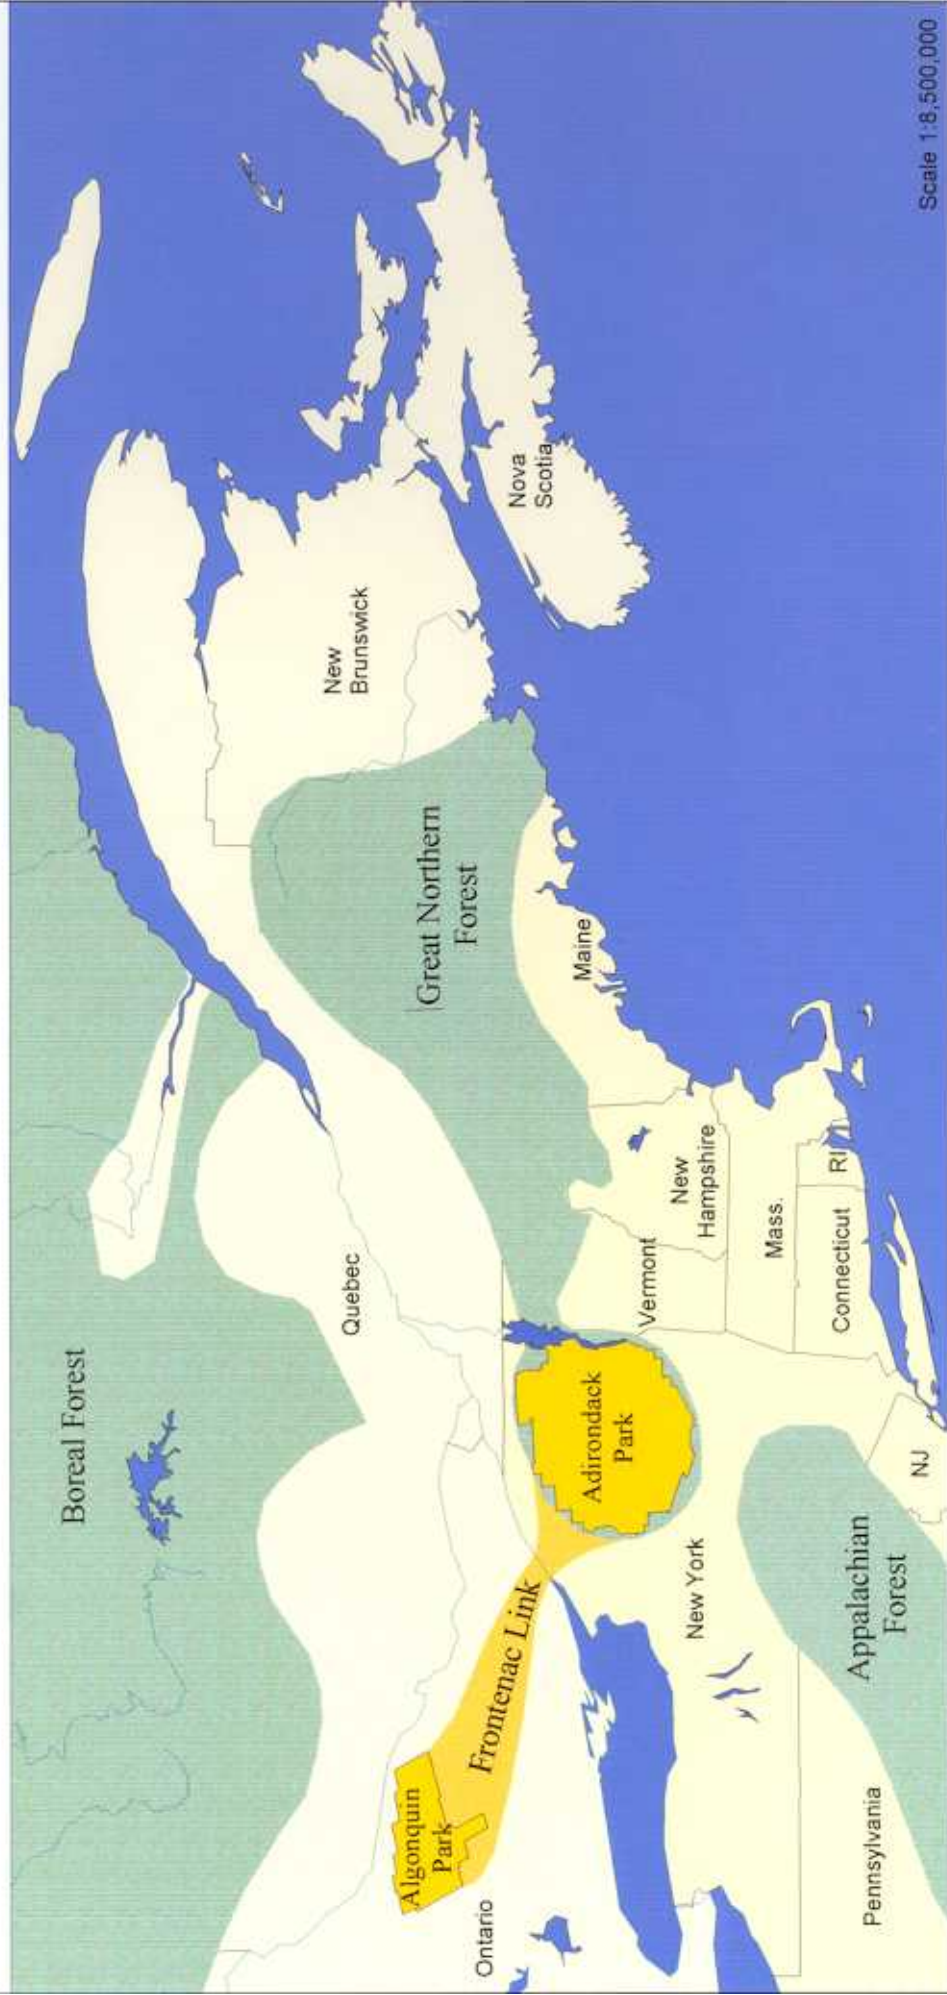 Boreal Forest
Quebec
New
Brunswick
Nova
Scotia
Great Northern
Forest
Maine
Algonquin
Park
Frontenac Link
Ontario
Adirondack
Park
Vermont
New
Hampshire
New York
Mass.
Connecticut
RI
NJ
Appalachian
Forest
Pennsylvania
Scale 1:8,500,000